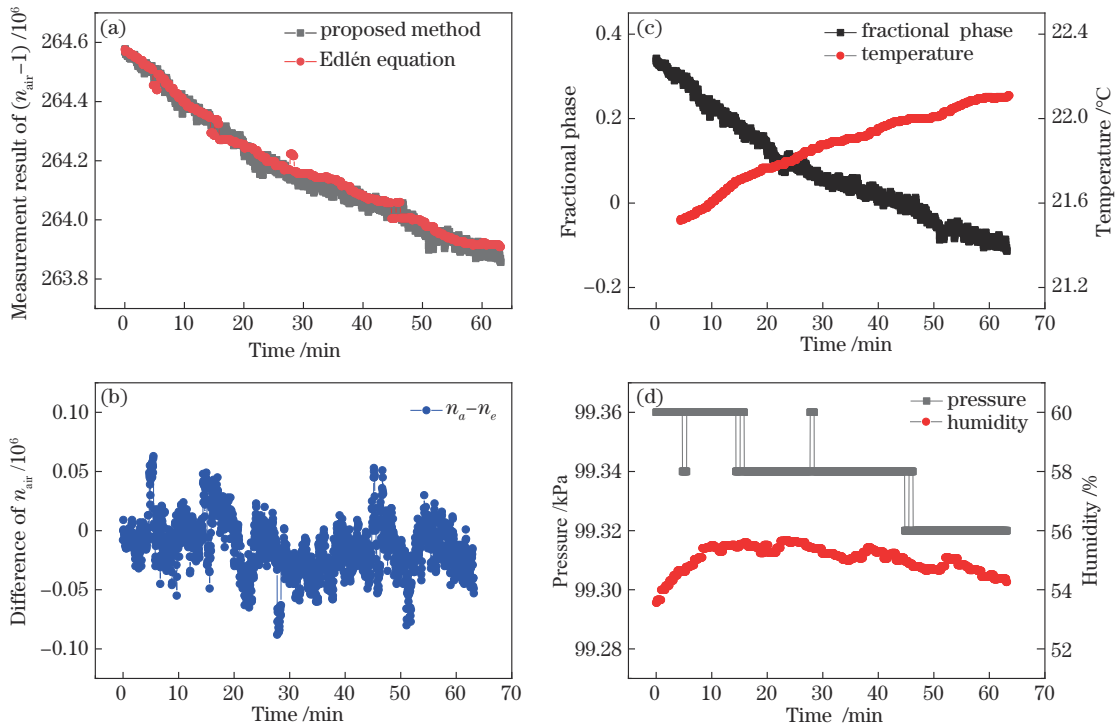 (a)
proposed method
Edlén equation
Measurement result of (n_air−1) /10⁶
264.6
264.4
264.2
264.0
263.8
0 10 20 30 40 50 60
Time /min
(c)
fractional phase
temperature
Fractional phase
0.4
0.2
0
−0.2
22.4
22.0
21.6
21.2
Temperature /°C
0 10 20 30 40 50 60 70
Time /min
(b)
nₐ−nₑ
Difference of n_air /10⁶
0.10
0.05
0
−0.05
−0.10
0 10 20 30 40 50 60 70
Time /min
(d)
pressure
humidity
Pressure /kPa
99.36
99.34
99.32
99.30
99.28
60
58
56
54
52
Humidity /%
0 10 20 30 40 50 60 70
Time /min